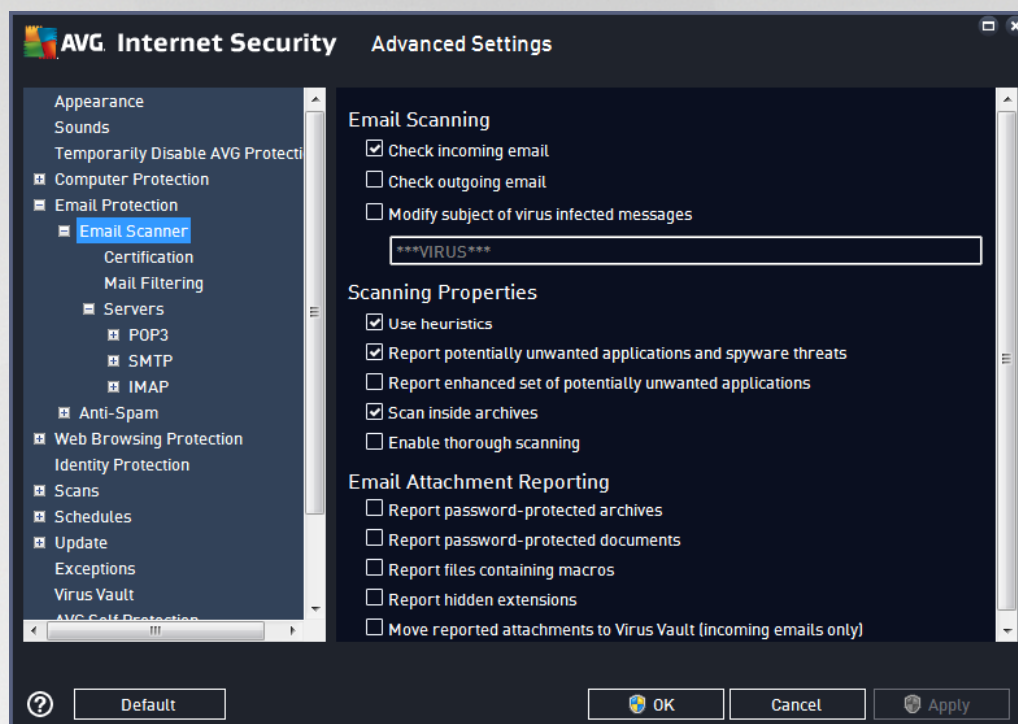 AVG. Internet Security Advanced Settings
Appearance
Sounds
Temporarily Disable AVG Protecti
Computer Protection
Email Protection
Email Scanner
Certification
Mail Filtering
Servers
POP3
SMTP
IMAP
Anti-Spam
Web Browsing Protection
Identity Protection
Scans
Schedules
Update
Exceptions
Virus Vault
AVG Self Protection
Email Scanning
Check incoming email
Check outgoing email
Modify subject of virus infected messages
***VIRUS***
Scanning Properties
Use heuristics
Report potentially unwanted applications and spyware threats
Report enhanced set of potentially unwanted applications
Scan inside archives
Enable thorough scanning
Email Attachment Reporting
Report password-protected archives
Report password-protected documents
Report files containing macros
Report hidden extensions
Move reported attachments to Virus Vault (incoming emails only)
? Default OK Cancel Apply